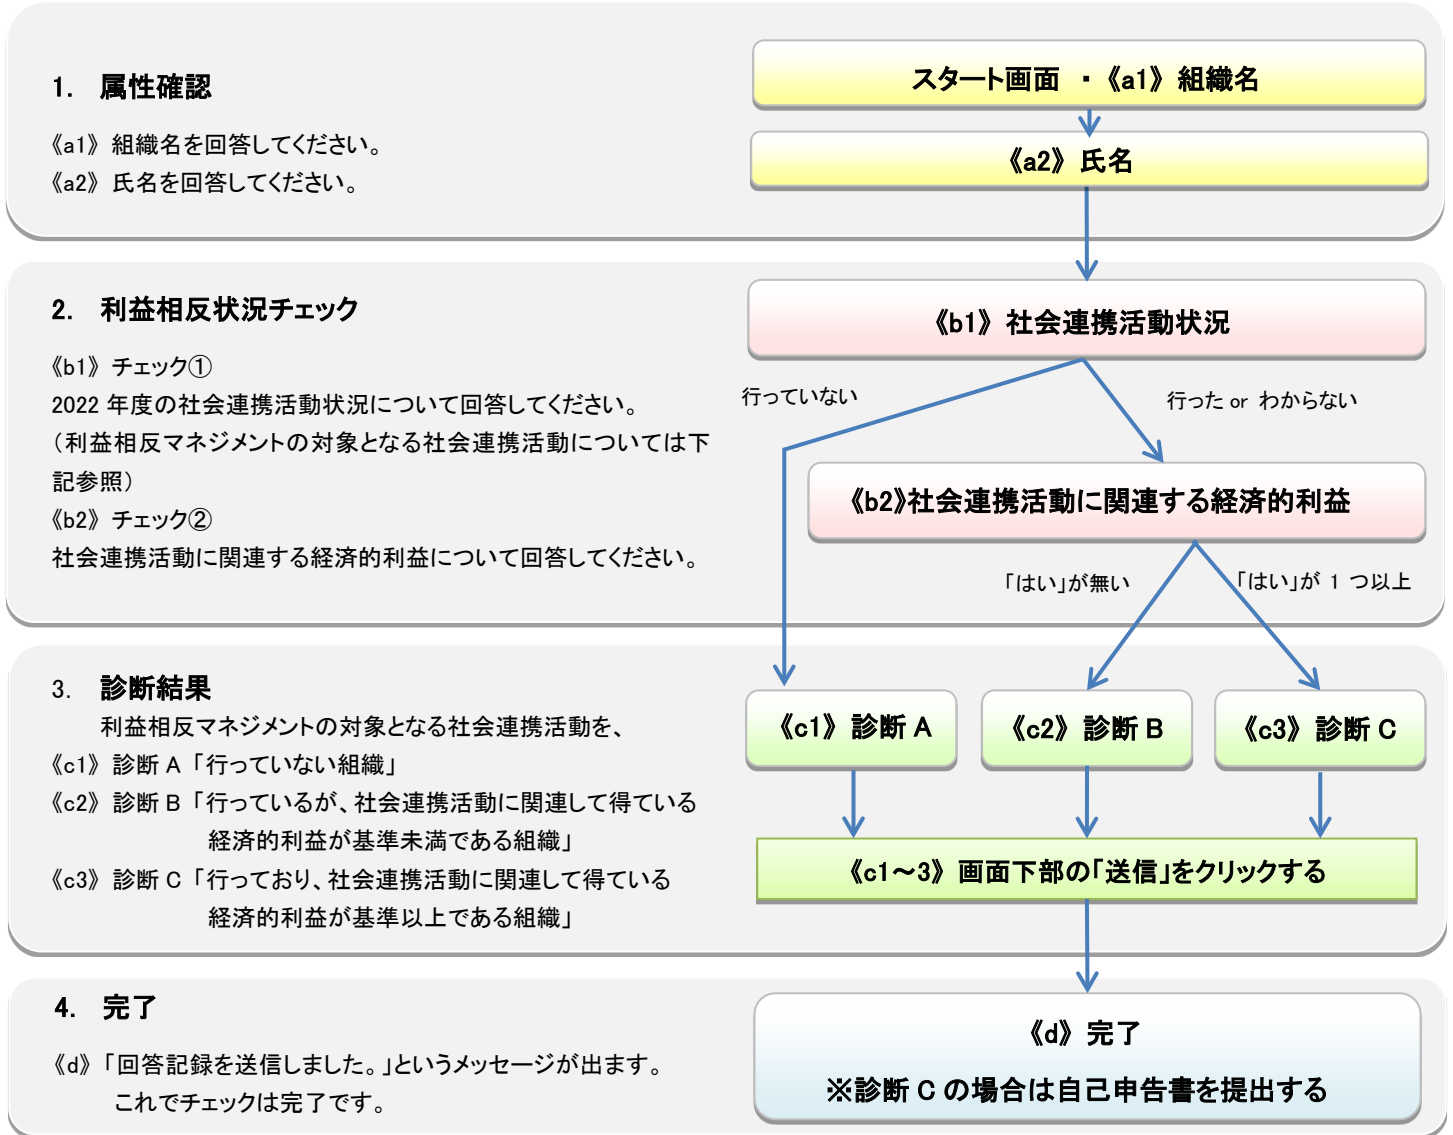 1. 属性確認
《a1》 組織名を回答してください。
《a2》 氏名を回答してください。
スタート画面 ・《a1》 組織名
《a2》 氏名
2. 利益相反状況チェック
《b1》 チェック①
2022 年度の社会連携活動状況について回答してください。
（利益相反マネジメントの対象となる社会連携活動については下
記参照）
《b2》 チェック②
社会連携活動に関連する経済的利益について回答してください。
《b1》 社会連携活動状況
行っていない
行った or わからない
《b2》社会連携活動に関連する経済的利益
「はい」が無い
「はい」が 1 つ以上
3. 診断結果
利益相反マネジメントの対象となる社会連携活動を、
《c1》 診断 A 「行っていない組織」
《c2》 診断 B 「行っているが、社会連携活動に関連して得ている
経済的利益が基準未満である組織」
《c3》 診断 C 「行っており、社会連携活動に関連して得ている
経済的利益が基準以上である組織」
《c1》 診断 A
《c2》 診断 B
《c3》 診断 C
《c1～3》 画面下部の「送信」をクリックする
4. 完了
《d》 「回答記録を送信しました。」というメッセージが出ます。
これでチェックは完了です。
《d》 完了
※診断 C の場合は自己申告書を提出する